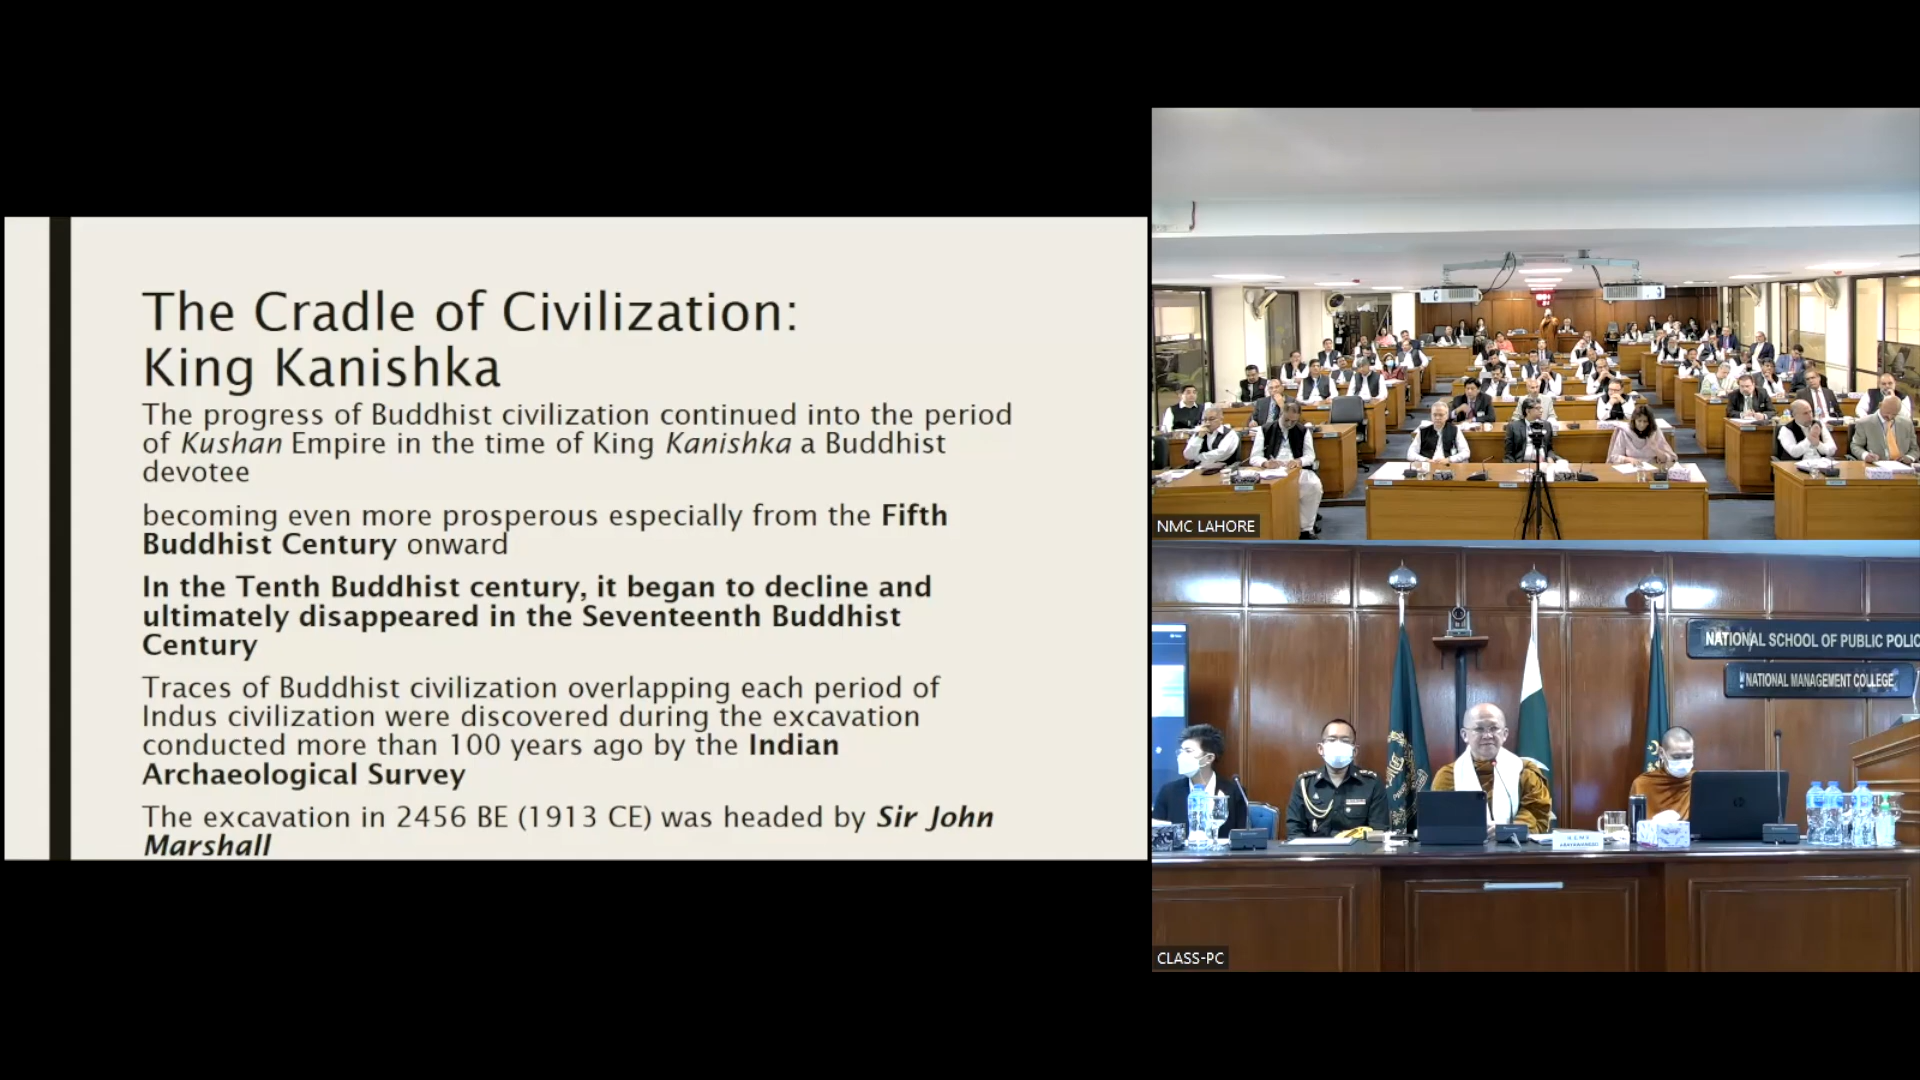 The Cradle of Civilization:
King Kanishka
The progress of Buddhist civilization continued into the period
of Kushan Empire in the time of King Kanishka a Buddhist
devotee
becoming even more prosperous especially from the Fifth
Buddhist Century onward
In the Tenth Buddhist century, it began to decline and
ultimately disappeared in the Seventeenth Buddhist
Century
Traces of Buddhist civilization overlapping each period of
Indus civilization were discovered during the excavation
conducted more than 100 years ago by the Indian
Archaeological Survey
The excavation in 2456 BE (1913 CE) was headed by Sir John
Marshall
NMC LAHORE
NATIONAL SCHOOL OF PUBLIC POLIC
NATIONAL MANAGEMENT COLLEGE
CLASS-PC